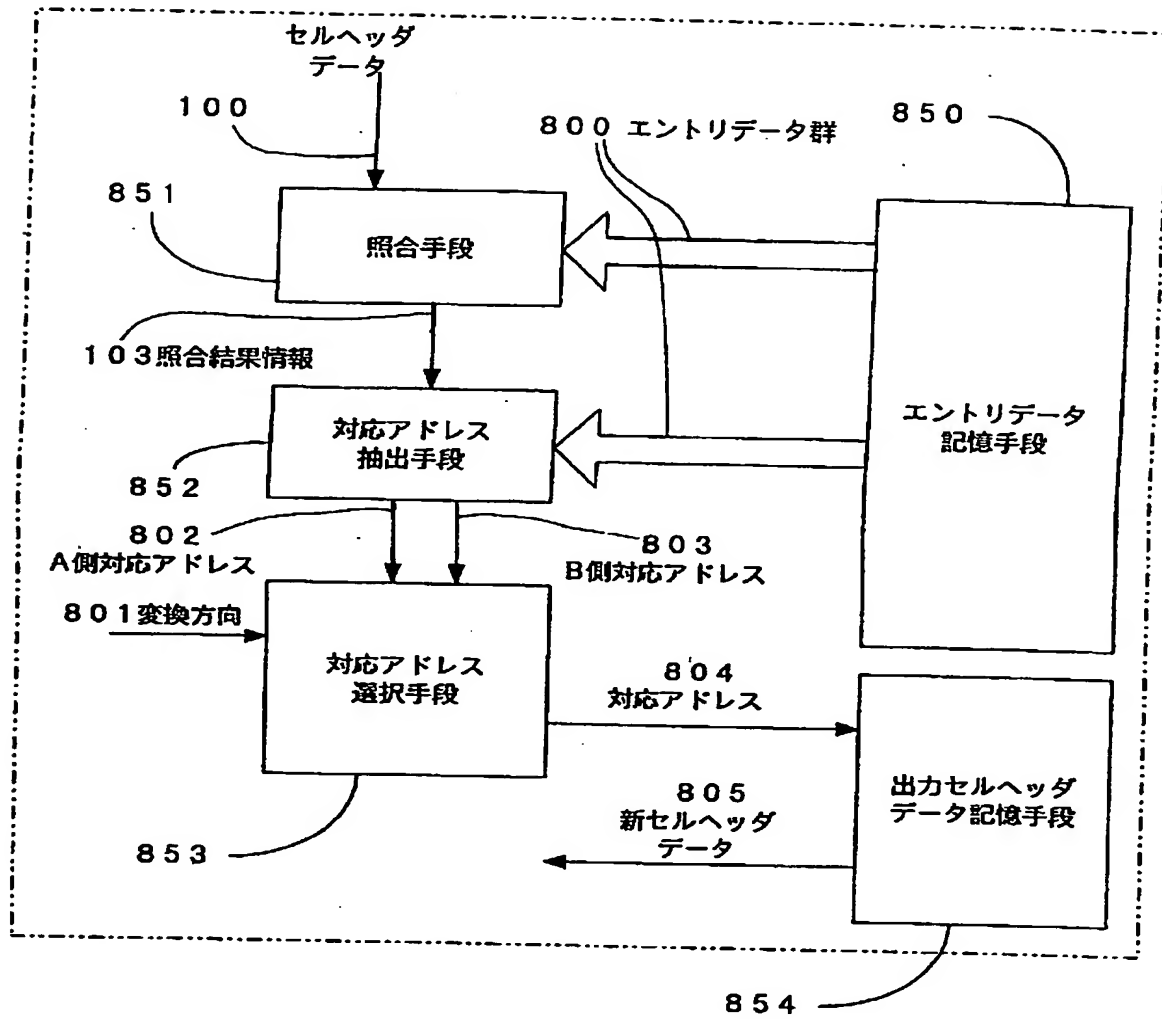 セルヘッダ
データ
100
800 エントリデータ群
850
851
照合手段
103照合結果情報
エントリデータ
記憶手段
対応アドレス
抽出手段
852
802
A側対応アドレス
803
B側対応アドレス
801変換方向
対応アドレス
選択手段
804
対応アドレス
805
新セルヘッダ
データ
出力セルヘッダ
データ記憶手段
853
854